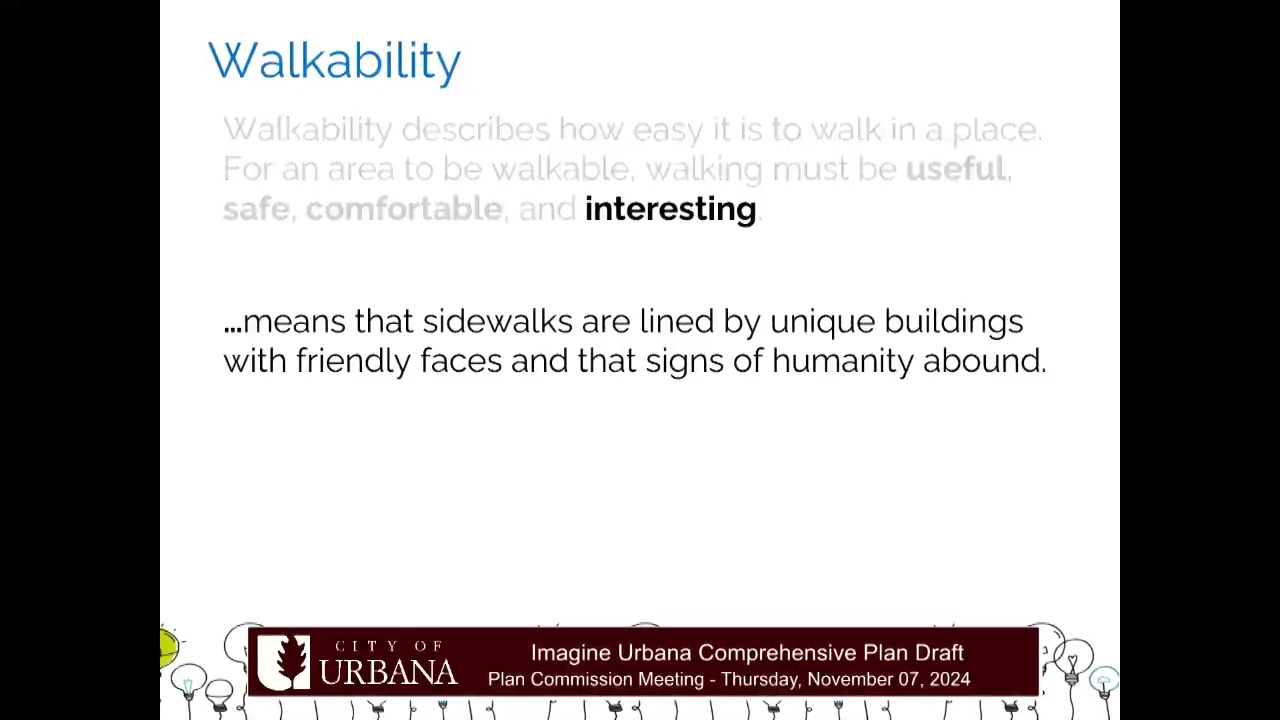 Walkability
Walkability describes how easy it is to walk in a place.
For an area to be walkable, walking must be useful,
safe, comfortable, and interesting.
...means that sidewalks are lined by unique buildings
with friendly faces and that signs of humanity abound.
CITY OF
URBANA
Imagine Urbana Comprehensive Plan Draft
Plan Commission Meeting - Thursday, November 07, 2024